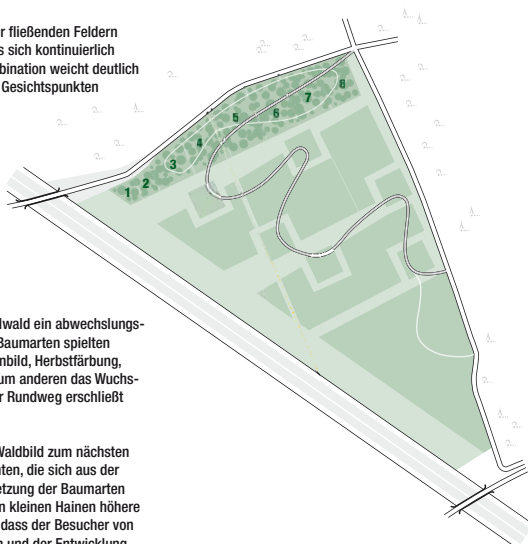 r fließenden Feldern
s sich kontinuierlich
bination weicht deutlich
Gesichtspunkten
1 2 3 4 5 6 7 8
lwald ein abwechslungs-
Baumarten spielten
nbild, Herbstfärbung,
um anderen das Wuchs-
r Rundweg erschließt
Waldbild zum nächsten
ten, die sich aus der
etzung der Baumarten
n kleinen Hainen höhere
dass der Besucher von
n und der Entwicklung